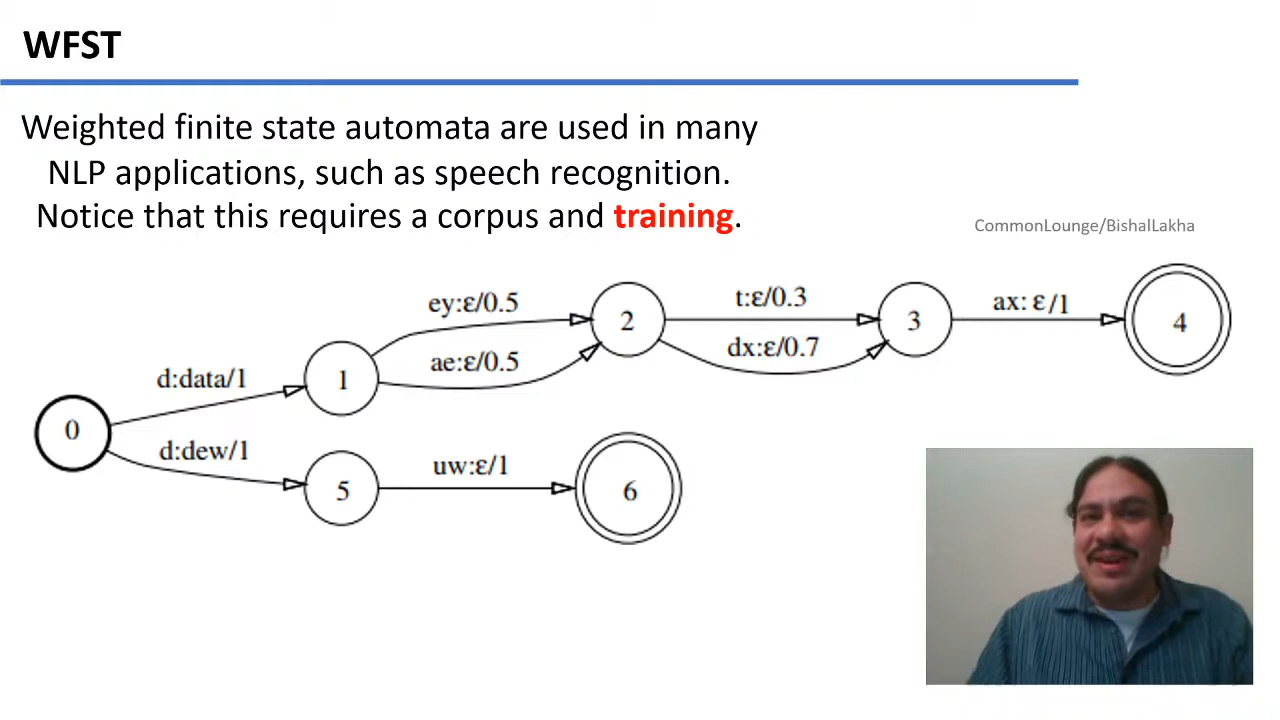 WFST
Weighted finite state automata are used in many
NLP applications, such as speech recognition.
Notice that this requires a corpus and training.
CommonLounge/BishalLakha
ey:ε/0.5
t:ε/0.3
ax: ε/1
2
3
4
d:data/1
1
ae:ε/0.5
dx:ε/0.7
0
d:dew/1
5
uw:ε/1
6